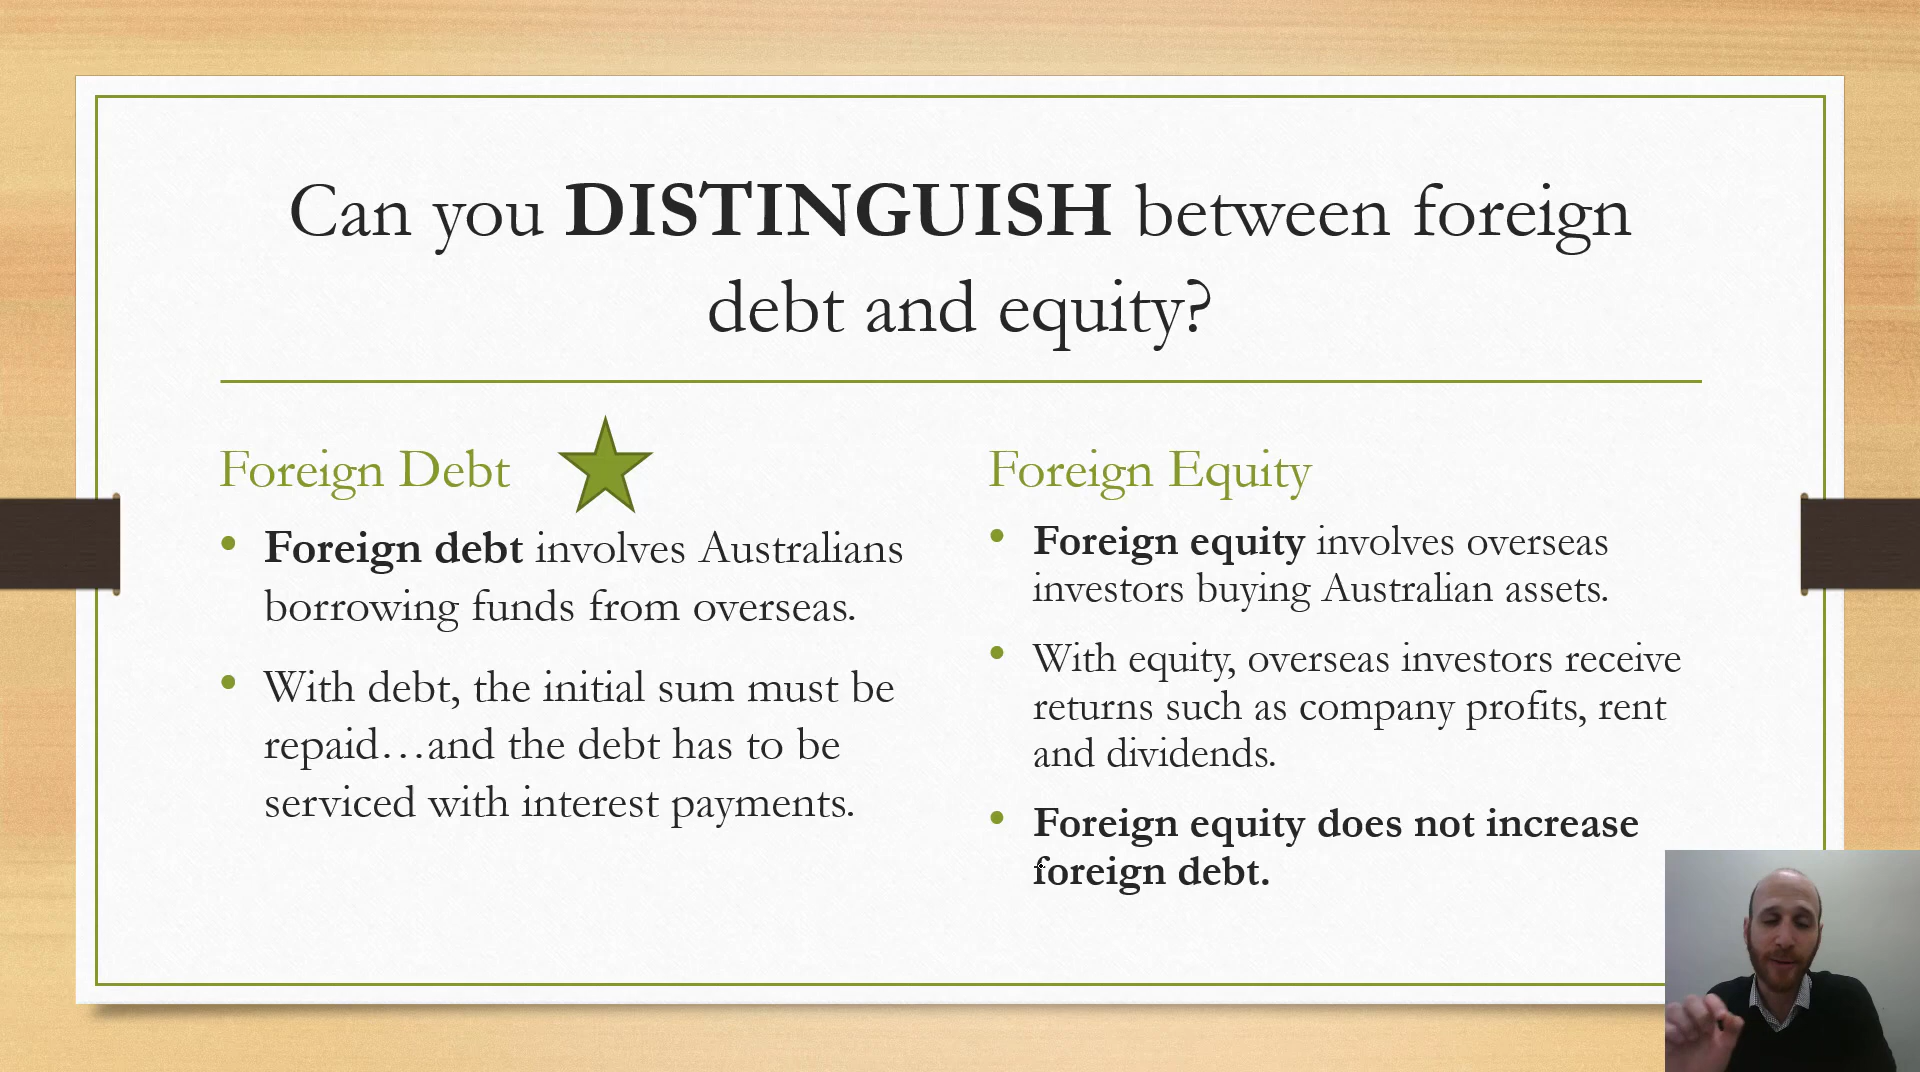 Can you DISTINGUISH between foreign
debt and equity?
Foreign Debt
• Foreign debt involves Australians
borrowing funds from overseas.
• With debt, the initial sum must be
repaid…and the debt has to be
serviced with interest payments.
Foreign Equity
• Foreign equity involves overseas
investors buying Australian assets.
• With equity, overseas investors receive
returns such as company profits, rent
and dividends.
• Foreign equity does not increase
foreign debt.